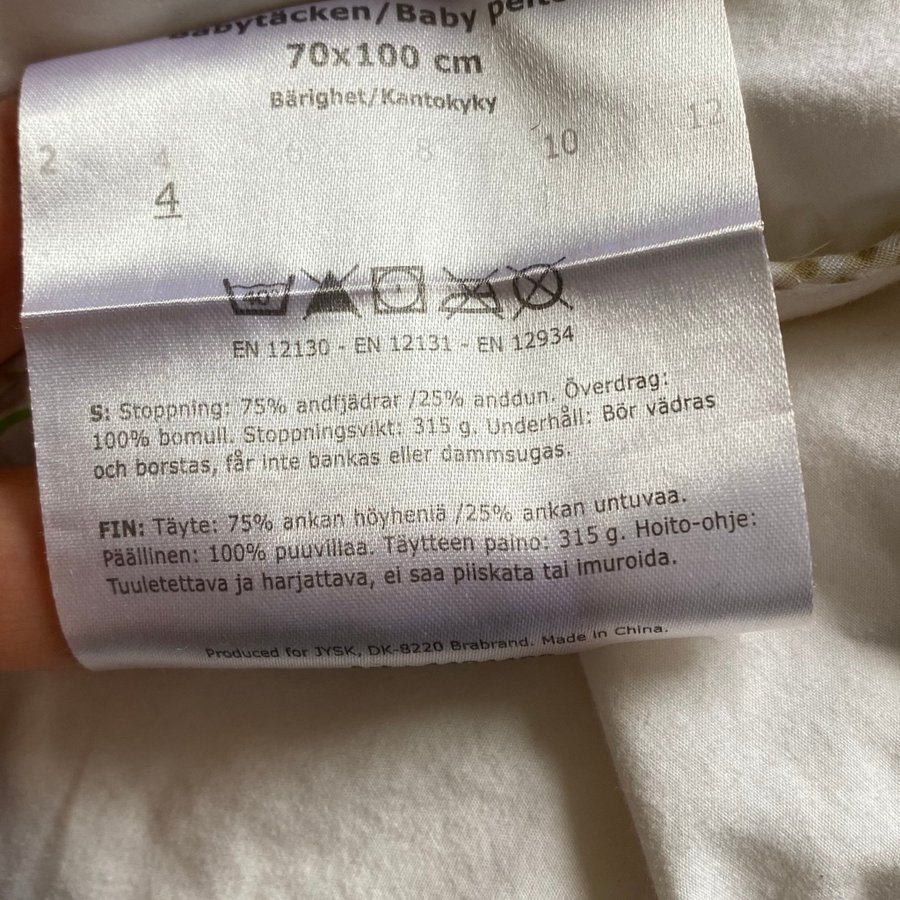 Babytäcken/Baby
70x100 cm
Bärighet/Kantokyky
2 4 6 8 10 12
4
40°
EN 12130 - EN 12131 - EN 12934
S: Stoppning: 75% andfjädrar /25% anddun. Överdrag:
100% bomull. Stoppningsvikt: 315 g. Underhåll: Bör vädras
och borstas, får inte bankas eller dammsugas.
FIN: Täyte: 75% ankan höyheniä /25% ankan untuvaa.
Päällinen: 100% puuvillaa. Täytteen paino: 315 g. Hoito-ohje:
Tuuletettava ja harjattava, ei saa piiskata tai imuroida.
Produced for JYSK, DK-8220 Brabrand. Made in China.